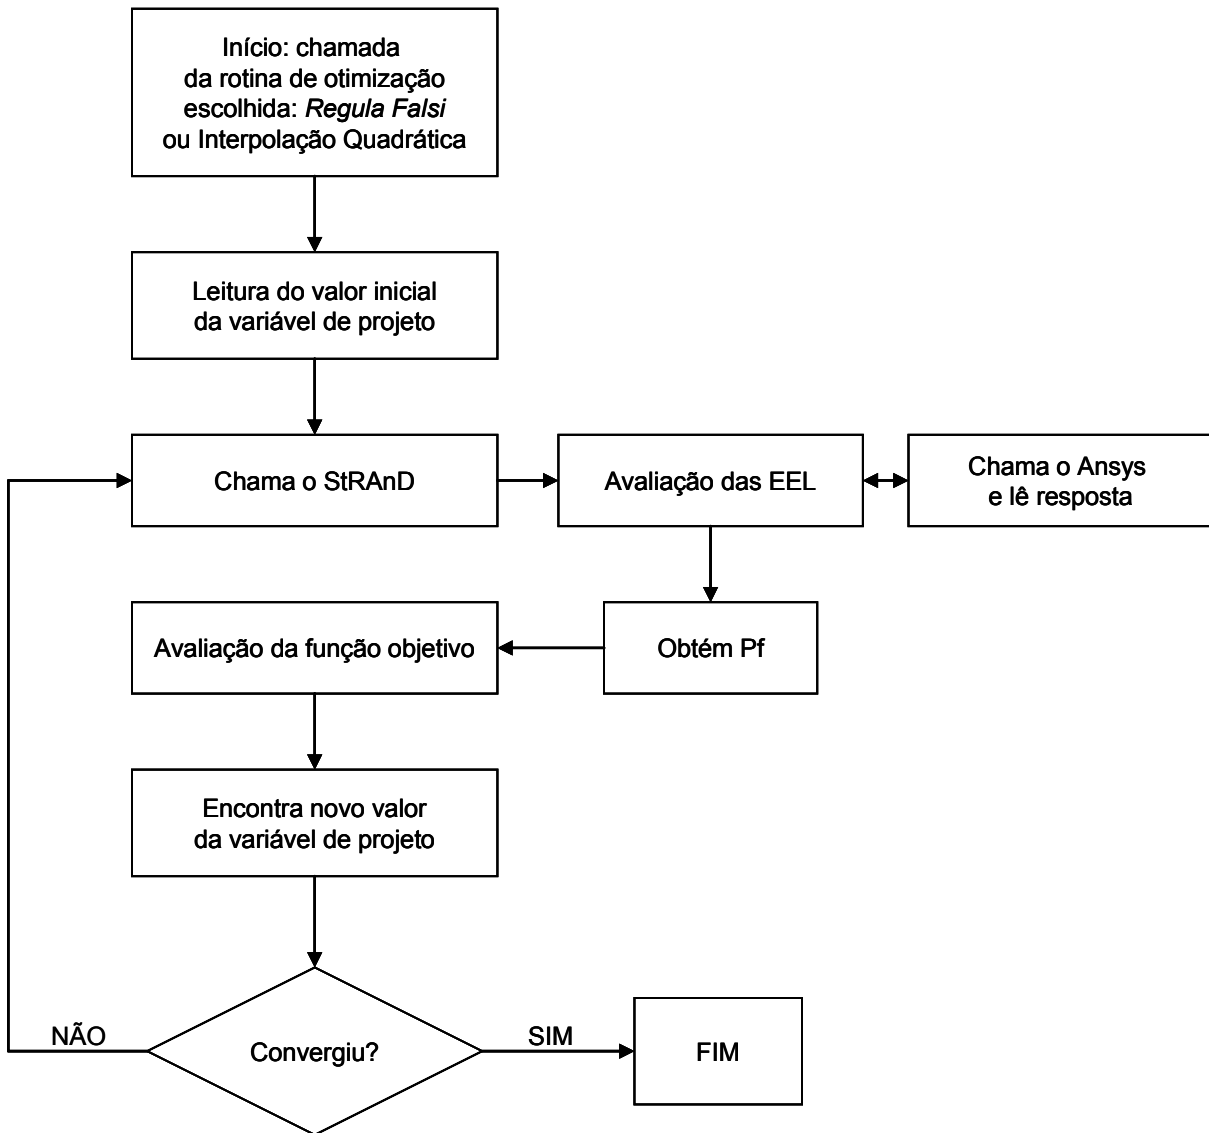 Início: chamada
da rotina de otimização
escolhida: Regula Falsi
ou Interpolação Quadrática
Leitura do valor inicial
da variável de projeto
Chama o StRAnD
Avaliação das EEL
Chama o Ansys
e lê resposta
Avaliação da função objetivo
Obtém Pf
Encontra novo valor
da variável de projeto
NÃO
Convergiu?
SIM
FIM